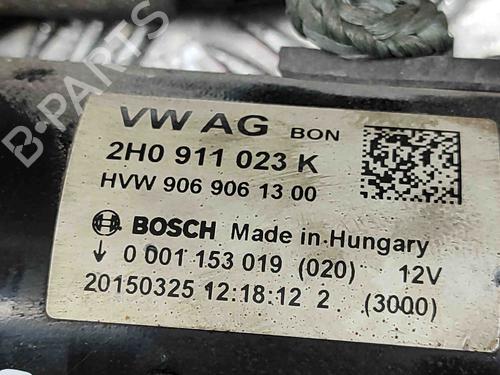 VW AG BON
2H0 911 023 K
HVW 906 906 13 00
BOSCH Made in Hungary
↓ 0 001 153 019 (020) 12V
20150325 12:18:12 2 (3000)
B-PARTS